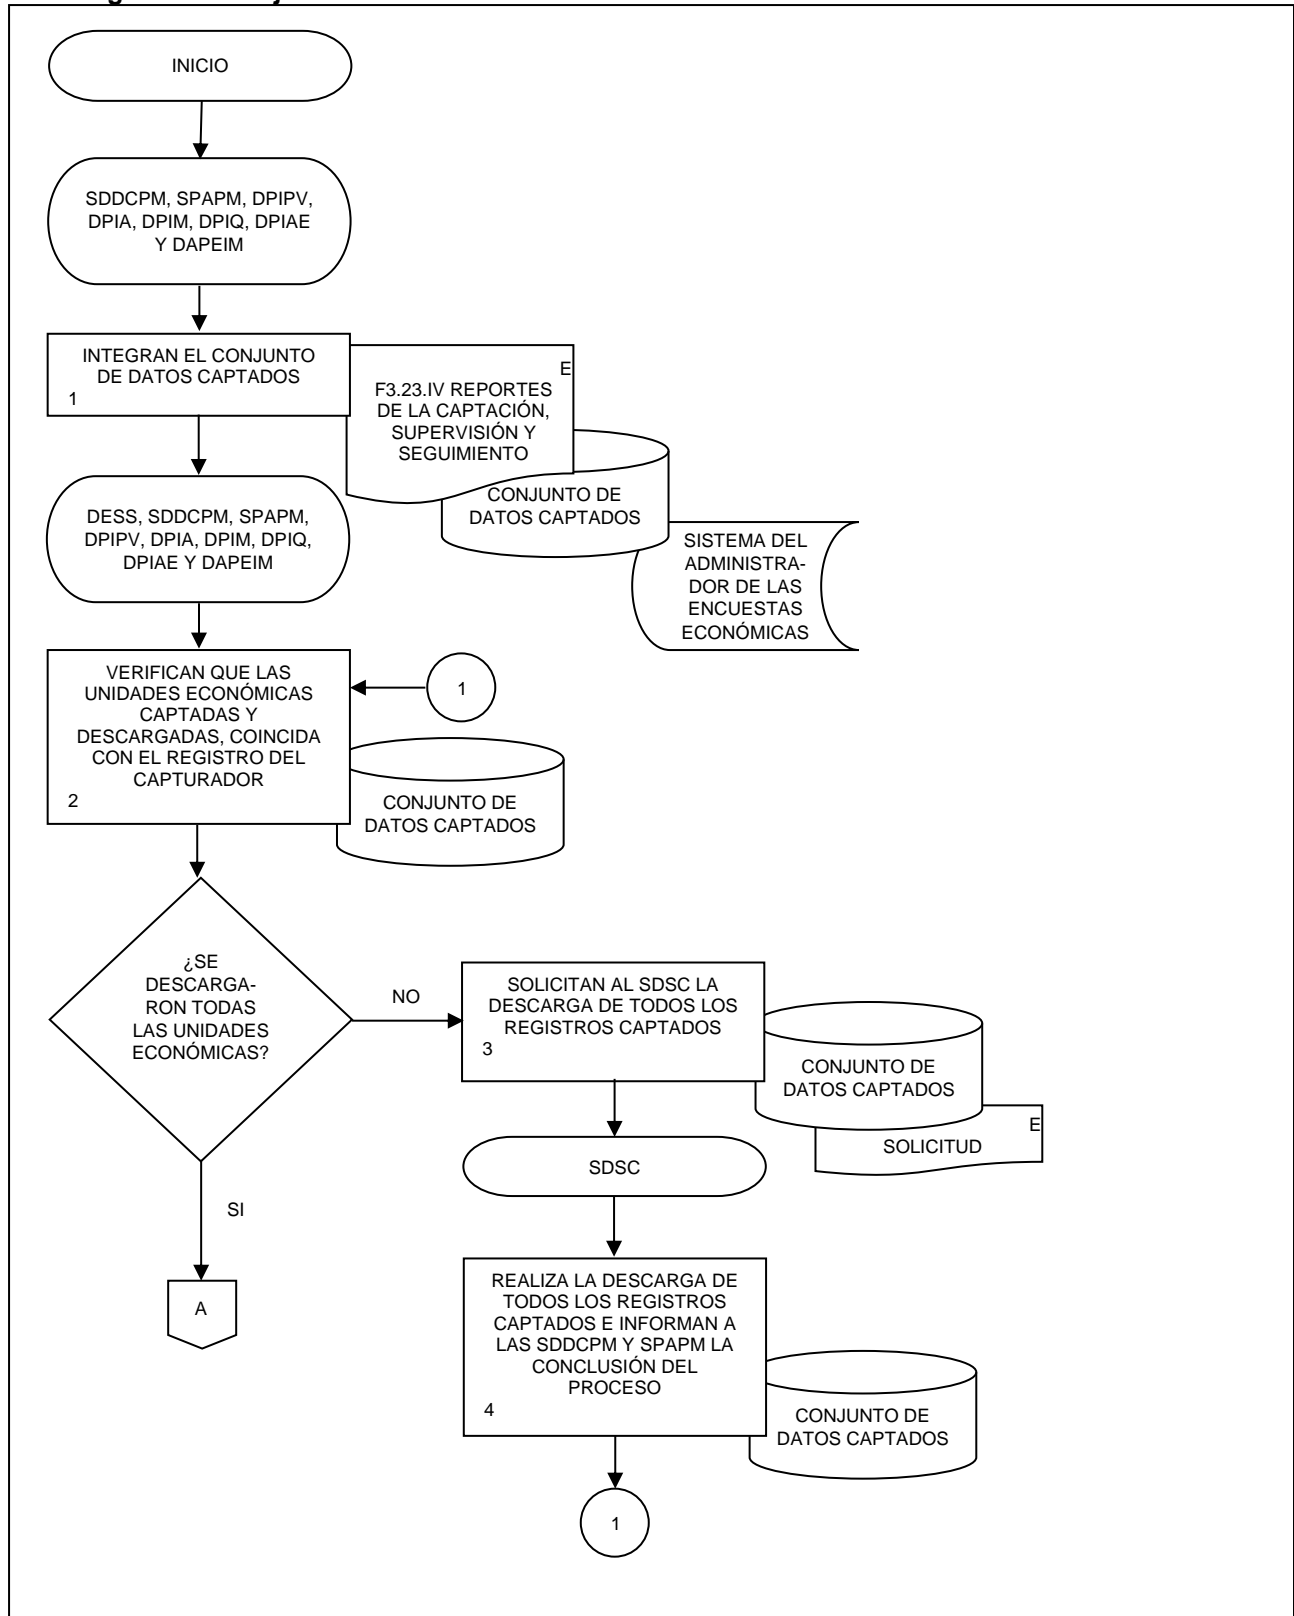 INICIO
SDDCPM, SPAPM, DPIPV,
DPIA, DPIM, DPIQ, DPIAE
Y DAPEIM
INTEGRAN EL CONJUNTO
DE DATOS CAPTADOS
1
E
F3.23.IV REPORTES
DE LA CAPTACIÓN,
SUPERVISIÓN Y
SEGUIMIENTO
CONJUNTO DE
DATOS CAPTADOS
SISTEMA DEL
ADMINISTRA-
DOR DE LAS
ENCUESTAS
ECONÓMICAS
DESS, SDDCPM, SPAPM,
DPIPV, DPIA, DPIM, DPIQ,
DPIAE Y DAPEIM
VERIFICAN QUE LAS
UNIDADES ECONÓMICAS
CAPTADAS Y
DESCARGADAS, COINCIDA
CON EL REGISTRO DEL
CAPTURADOR
2
1
CONJUNTO DE
DATOS CAPTADOS
¿SE
DESCARGA-
RON TODAS
LAS UNIDADES
ECONÓMICAS?
NO
SOLICITAN AL SDSC LA
DESCARGA DE TODOS LOS
REGISTROS CAPTADOS
3
CONJUNTO DE
DATOS CAPTADOS
E
SOLICITUD
SDSC
SI
A
REALIZA LA DESCARGA DE
TODOS LOS REGISTROS
CAPTADOS E INFORMAN A
LAS SDDCPM Y SPAPM LA
CONCLUSIÓN DEL
PROCESO
4
CONJUNTO DE
DATOS CAPTADOS
1